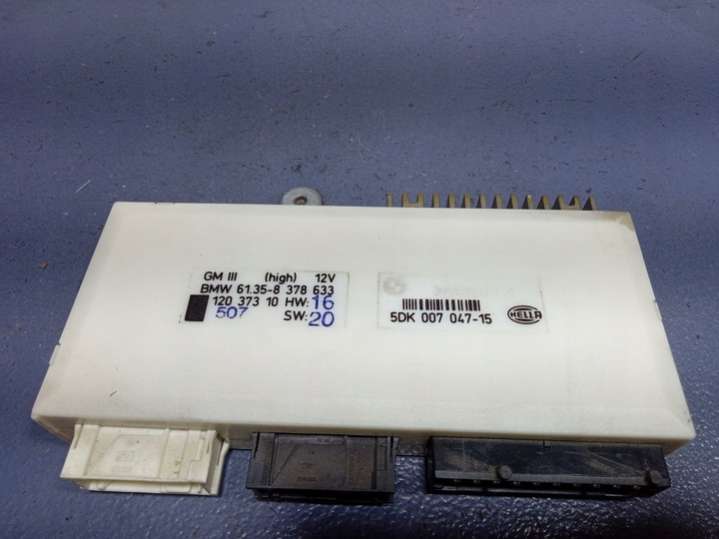 GM III (high) 12V
BMW 61.35-8 378 633
120 373 10 HW: 16
507 SW: 20
5DK 007 047-15
HELLA